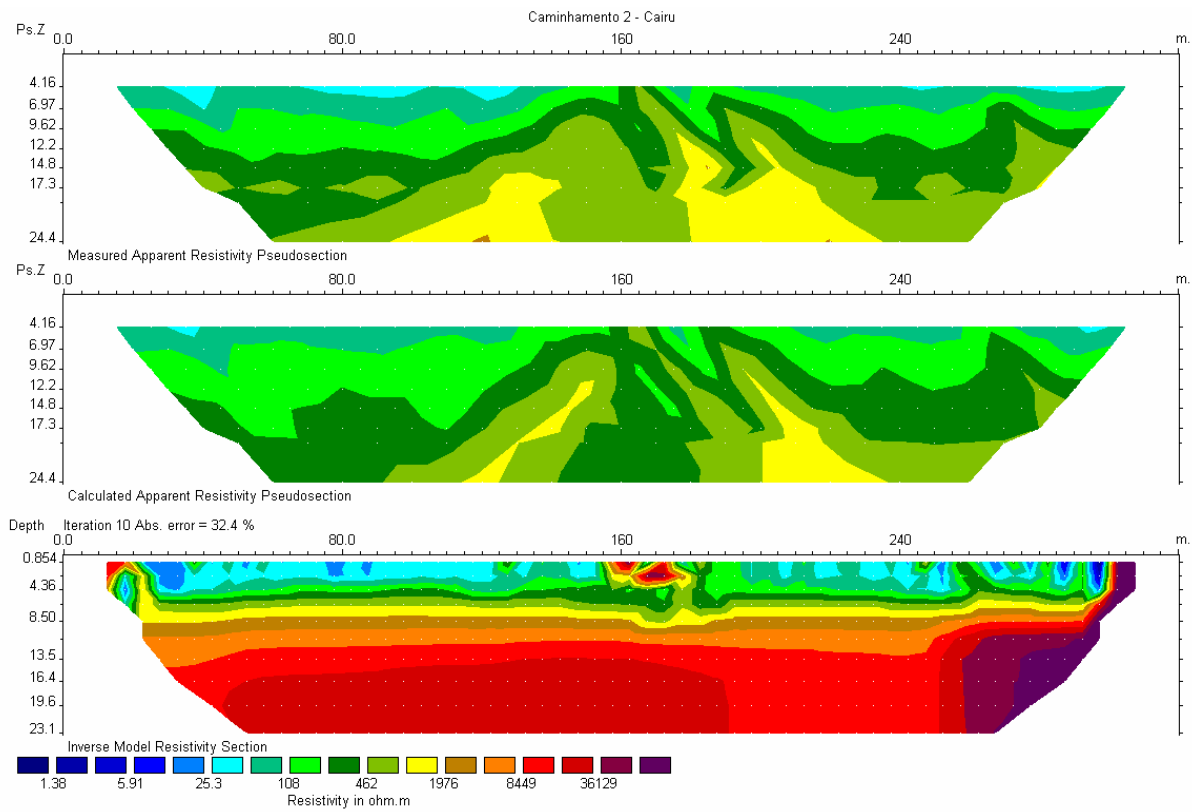 Caminhamento 2 - Cairu
Ps.Z 0.0 80.0 160 240 m.
4.16
6.97
9.62
12.2
14.8
17.3
24.4
Measured Apparent Resistivity Pseudosection
Ps.Z 0.0 80.0 160 240 m.
4.16
6.97
9.62
12.2
14.8
17.3
24.4
Calculated Apparent Resistivity Pseudosection
Depth Iteration 10 Abs. error = 32.4 %
0.0 80.0 160 240 m.
0.854
4.36
8.50
13.5
16.4
19.6
23.1
Inverse Model Resistivity Section
1.38 5.91 25.3 108 462 1976 8449 36129
Resistivity in ohm.m